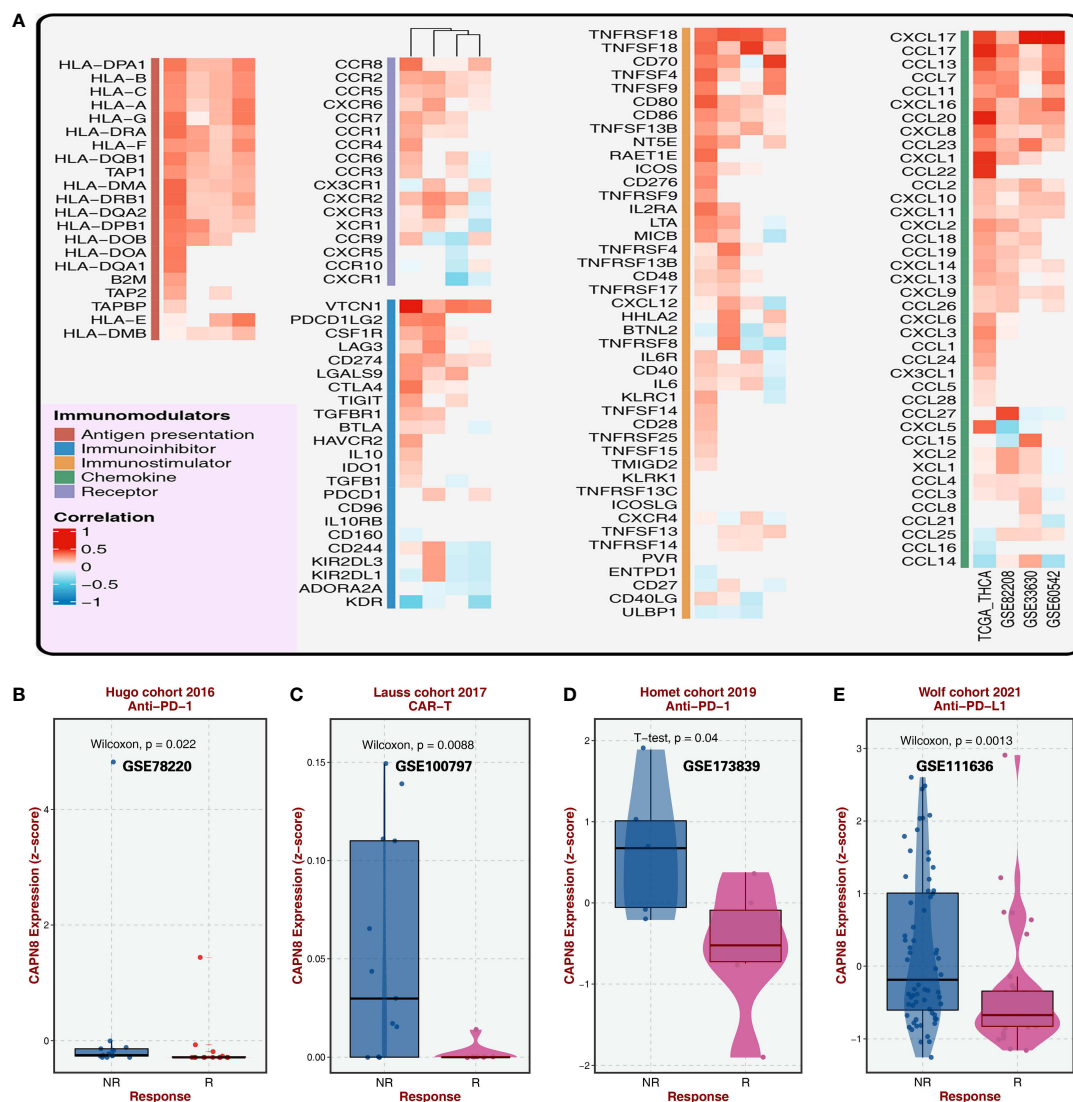 A
HLA−DPA1
HLA−B
HLA−C
HLA−A
HLA−G
HLA−DRA
HLA−F
HLA−DQB1
TAP1
HLA−DMA
HLA−DRB1
HLA−DQA2
HLA−DPB1
HLA−DOB
HLA−DOA
HLA−DQA1
B2M
TAP2
TAPBP
HLA−E
HLA−DMB
Immunomodulators
Antigen presentation
Immunoinhibitor
Immunostimulator
Chemokine
Receptor
Correlation
1
0.5
0
−0.5
−1
CCR8
CCR2
CCR5
CXCR6
CCR7
CCR1
CCR4
CCR6
CCR3
CX3CR1
CXCR2
CXCR3
XCR1
CCR9
CXCR5
CCR10
CXCR1
VTCN1
PDCD1LG2
CSF1R
LAG3
CD274
LGALS9
CTLA4
TIGIT
TGFBR1
BTLA
HAVCR2
IL10
IDO1
TGFB1
PDCD1
CD96
IL10RB
CD160
CD244
KIR2DL3
KIR2DL1
ADORA2A
KDR
TNFRSF18
TNFSF18
CD70
TNFSF4
TNFSF9
CD80
CD86
TNFSF13B
NT5E
RAET1E
ICOS
CD276
TNFRSF9
IL2RA
LTA
MICB
TNFRSF4
TNFRSF13B
CD48
TNFRSF17
CXCL12
HHLA2
BTNL2
TNFRSF8
IL6R
CD40
IL6
KLRC1
TNFSF14
CD28
TNFRSF25
TNFSF15
TMIGD2
KLRK1
TNFRSF13C
ICOSLG
CXCR4
TNFSF13
TNFRSF14
PVR
ENTPD1
CD27
CD40LG
ULBP1
CXCL17
CCL17
CCL13
CCL7
CCL11
CXCL16
CCL20
CXCL8
CCL23
CXCL1
CCL22
CCL2
CXCL10
CXCL11
CXCL2
CCL18
CCL19
CXCL14
CXCL13
CXCL9
CCL26
CXCL6
CXCL3
CCL1
CCL24
CX3CL1
CCL5
CCL28
CCL27
CXCL5
CCL15
XCL2
XCL1
CCL4
CCL3
CCL8
CCL21
CCL25
CCL16
CCL14
TCGA_THCA
GSE82208
GSE33630
GSE60542
B
Hugo cohort 2016
Anti−PD−1
Wilcoxon, p = 0.022
GSE78220
CAPN8 Expression (z−score)
4
2
0
NR
R
Response
C
Lauss cohort 2017
CAR−T
Wilcoxon, p = 0.0088
GSE100797
CAPN8 Expression (z−score)
0.15
0.10
0.05
0.00
NR
R
Response
D
Homet cohort 2019
Anti−PD−1
T−test, p = 0.04
GSE173839
CAPN8 Expression (z−score)
2
1
0
−1
−2
NR
R
Response
E
Wolf cohort 2021
Anti−PD−L1
Wilcoxon, p = 0.0013
GSE111636
CAPN8 Expression (z−score)
3
2
1
0
−1
NR
R
Response